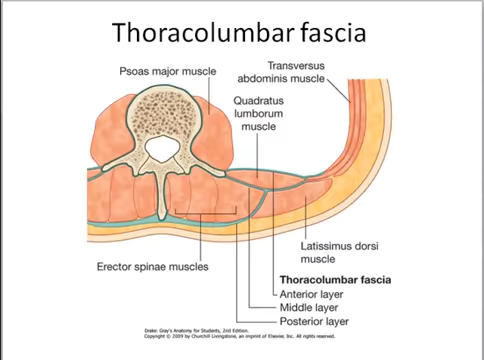 Thoracolumbar fascia
Psoas major muscle
Transversus
abdominis muscle
Quadratus
lumborum
muscle
Latissimus dorsi
muscle
Erector spinae muscles
Thoracolumbar fascia
Anterior layer
Middle layer
Posterior layer
Drake: Gray's Anatomy for Students, 2nd Edition.
Copyright © 2009 by Churchill Livingstone, an imprint of Elsevier, Inc. All rights reserved.